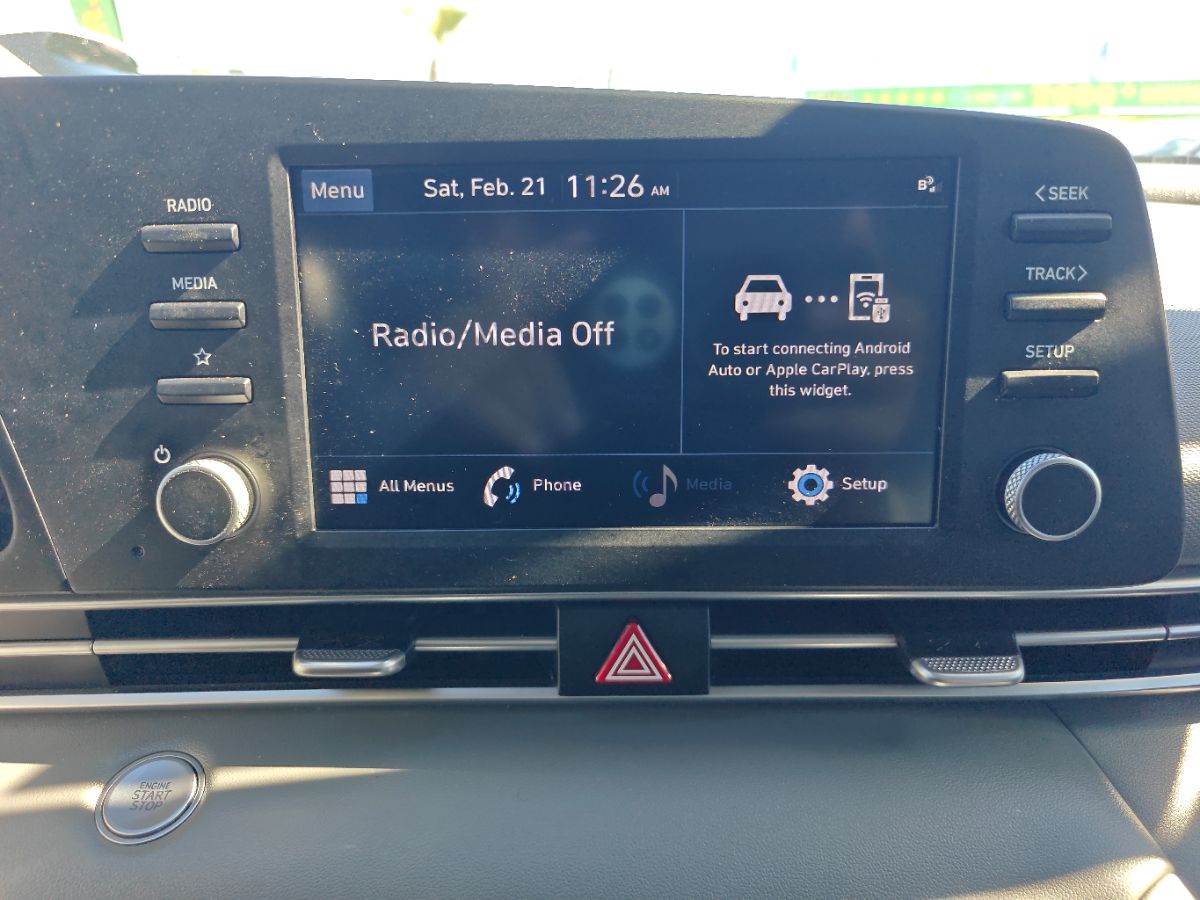 Menu
Sat, Feb. 21
11:26 AM
RADIO
MEDIA
Radio/Media Off
To start connecting Android
Auto or Apple CarPlay, press
this widget.
<SEEK
TRACK>
SETUP
All Menus
Phone
Media
Setup
ENGINE
START
STOP